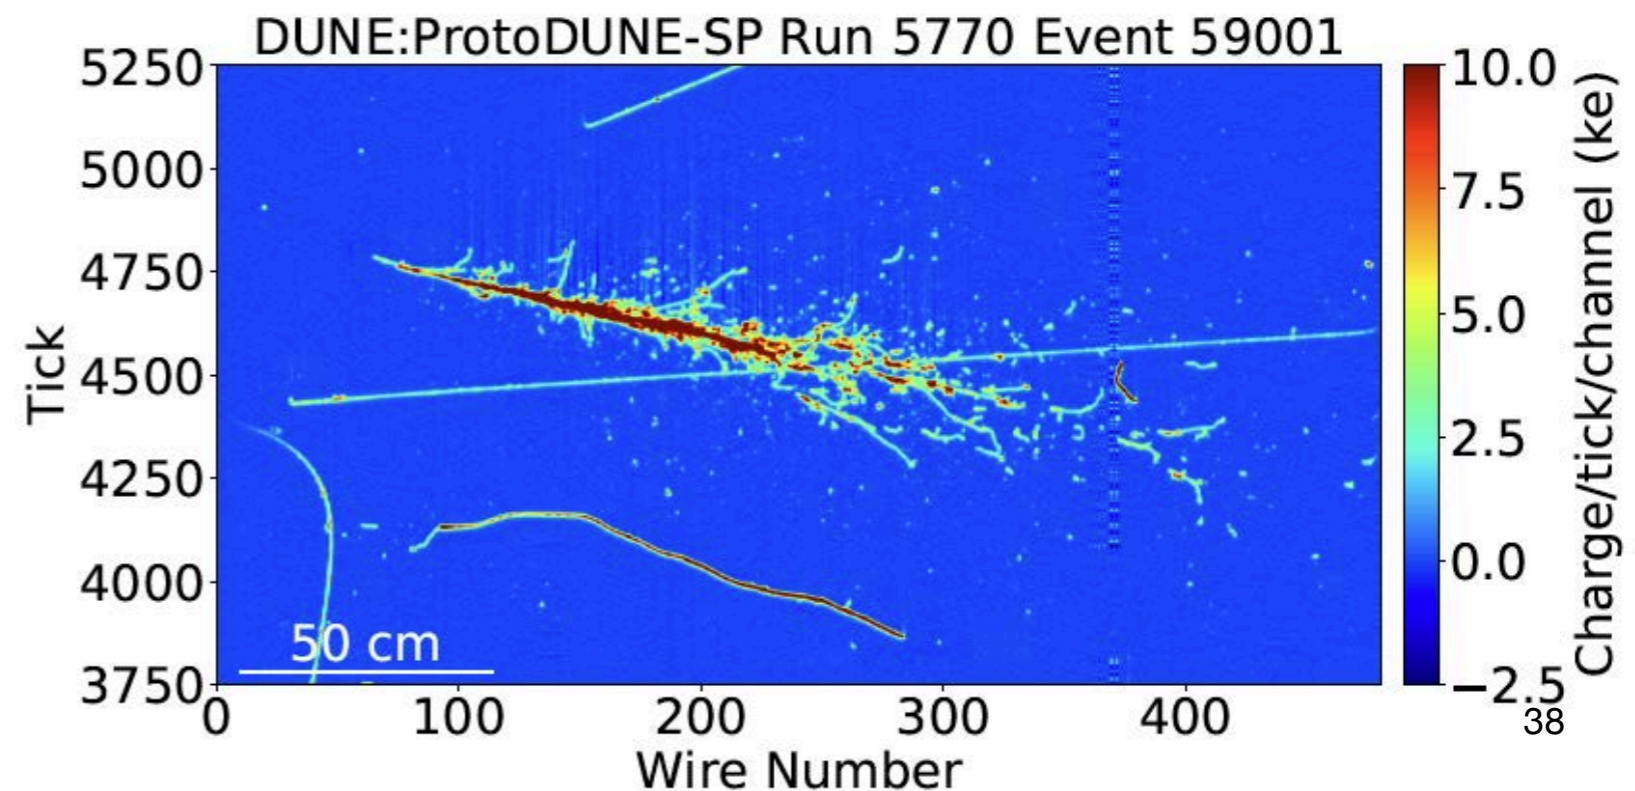 DUNE:ProtoDUNE-SP Run 5770 Event 59001
5250
5000
4750
4500
4250
4000
3750
Tick
50 cm
0 100 200 300 400
Wire Number
10.0
7.5
5.0
2.5
0.0
−2.5
Charge/tick/channel (ke)
38